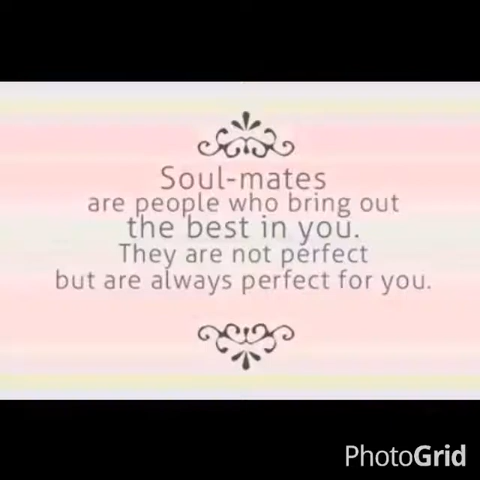 Soul-mates
are people who bring out
the best in you.
They are not perfect
but are always perfect for you.
PhotoGrid